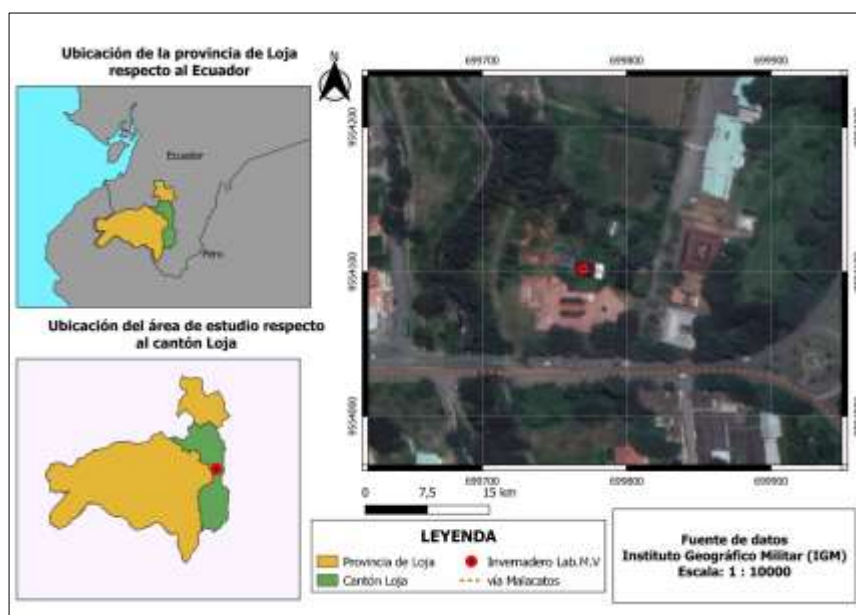 Ubicación de la provincia de Loja
respecto al Ecuador
Ecuador
Perú
Ubicación del área de estudio respecto
al cantón Loja
N
699700 699800 699900
9554200
9554100
9554000
699700 699800 699900
0 7,5 15 km
LEYENDA
Provincia de Loja
Invernadero Lab.M.V
Cantón Loja
vía Malacatos
Fuente de datos
Instituto Geográfico Militar (IGM)
Escala: 1 : 10000